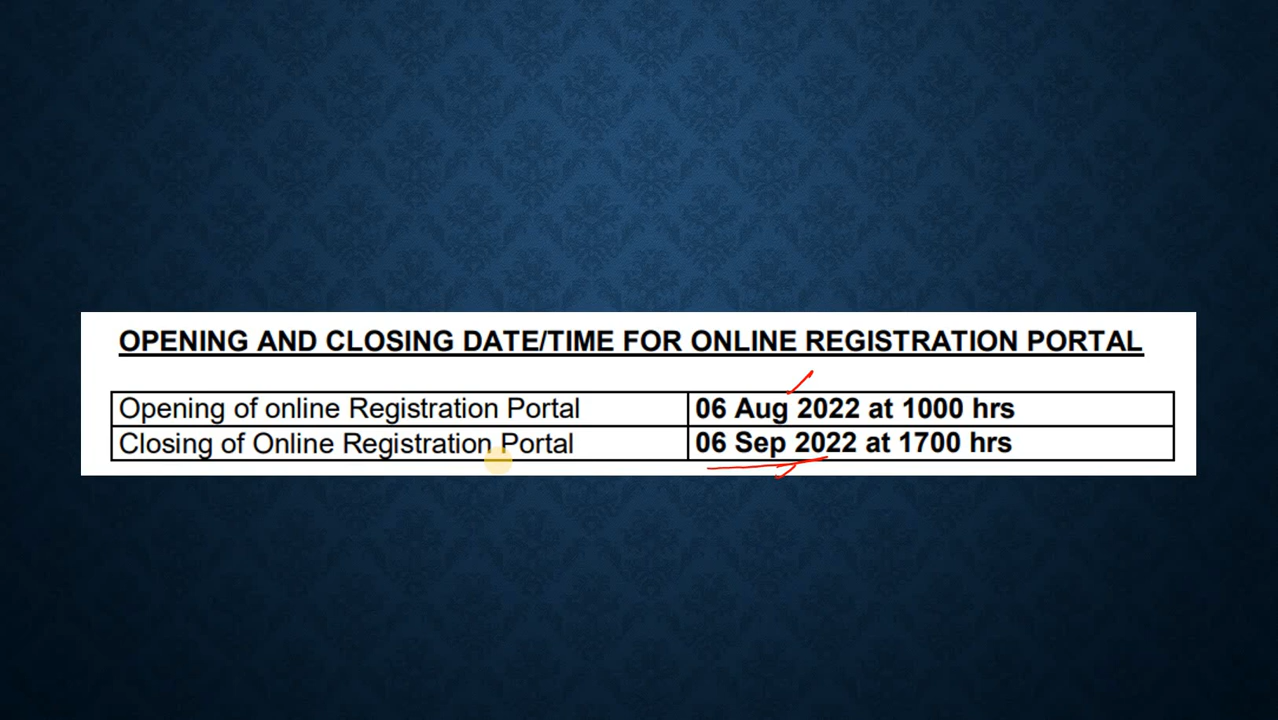 OPENING AND CLOSING DATE/TIME FOR ONLINE REGISTRATION PORTAL
Opening of online Registration Portal 06 Aug 2022 at 1000 hrs
Closing of Online Registration Portal 06 Sep 2022 at 1700 hrs